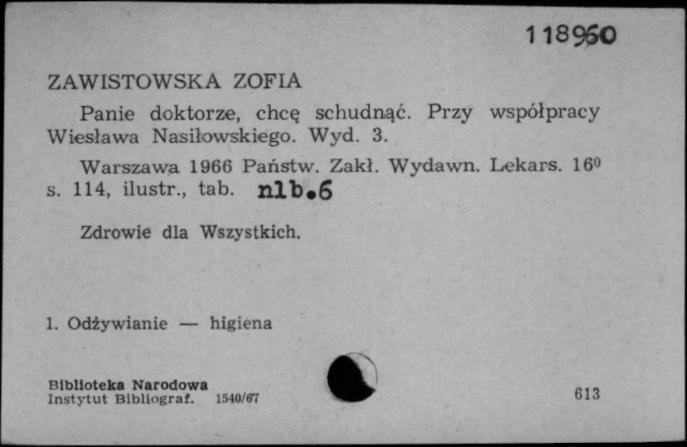 118960
ZAWISTOWSKA ZOFIA
Panie doktorze, chcę schudnąć. Przy współpracy
Wiesława Nasiłowskiego. Wyd. 3.
Warszawa 1966 Państw. Zakł. Wydawn. Lekars. 16⁰
s. 114, ilustr., tab. nlb.6
Zdrowie dla Wszystkich.
1. Odżywianie — higiena
Biblioteka Narodowa
Instytut Bibliograf. 1540/67
613